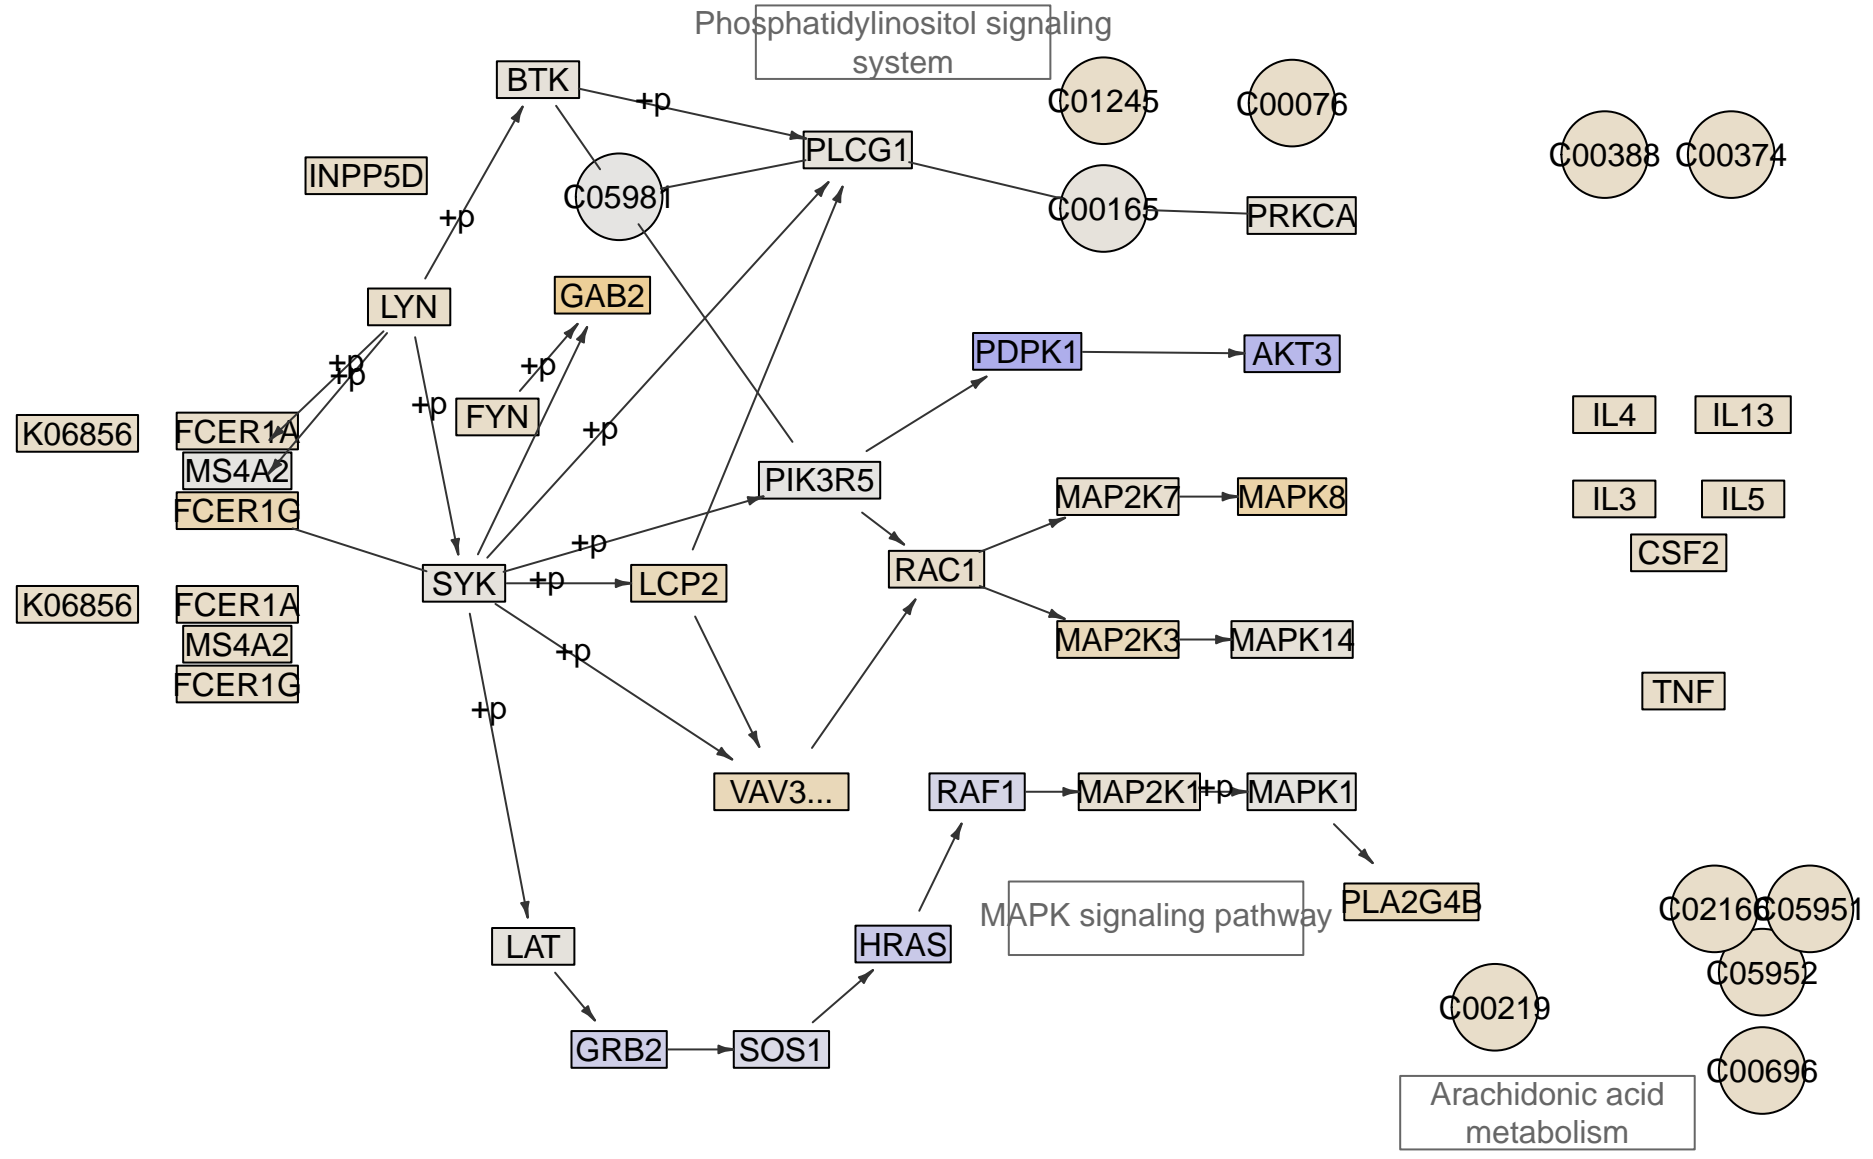 Phosphatidylinositol signaling
system
BTK
+p
C01245
C00076
PLCG1
C00388
C00374
INPP5D
C05981
C00165
PRKCA
+p
LYN
GAB2
PDPK1
AKT3
+p
+p
+p
+p
FYN
+p
+p
K06856
FCER1A
MS4A2
FCER1G
IL4
IL13
PIK3R5
MAP2K7
MAPK8
IL3
IL5
+p
CSF2
SYK
+p
LCP2
RAC1
K06856
FCER1A
MS4A2
FCER1G
+p
MAP2K3
MAPK14
TNF
+p
VAV3...
RAF1
MAP2K1
+p
MAPK1
PLA2G4B
C02166
C05951
C05952
MAPK signaling pathway
LAT
HRAS
C00219
GRB2
SOS1
C00696
Arachidonic acid
metabolism